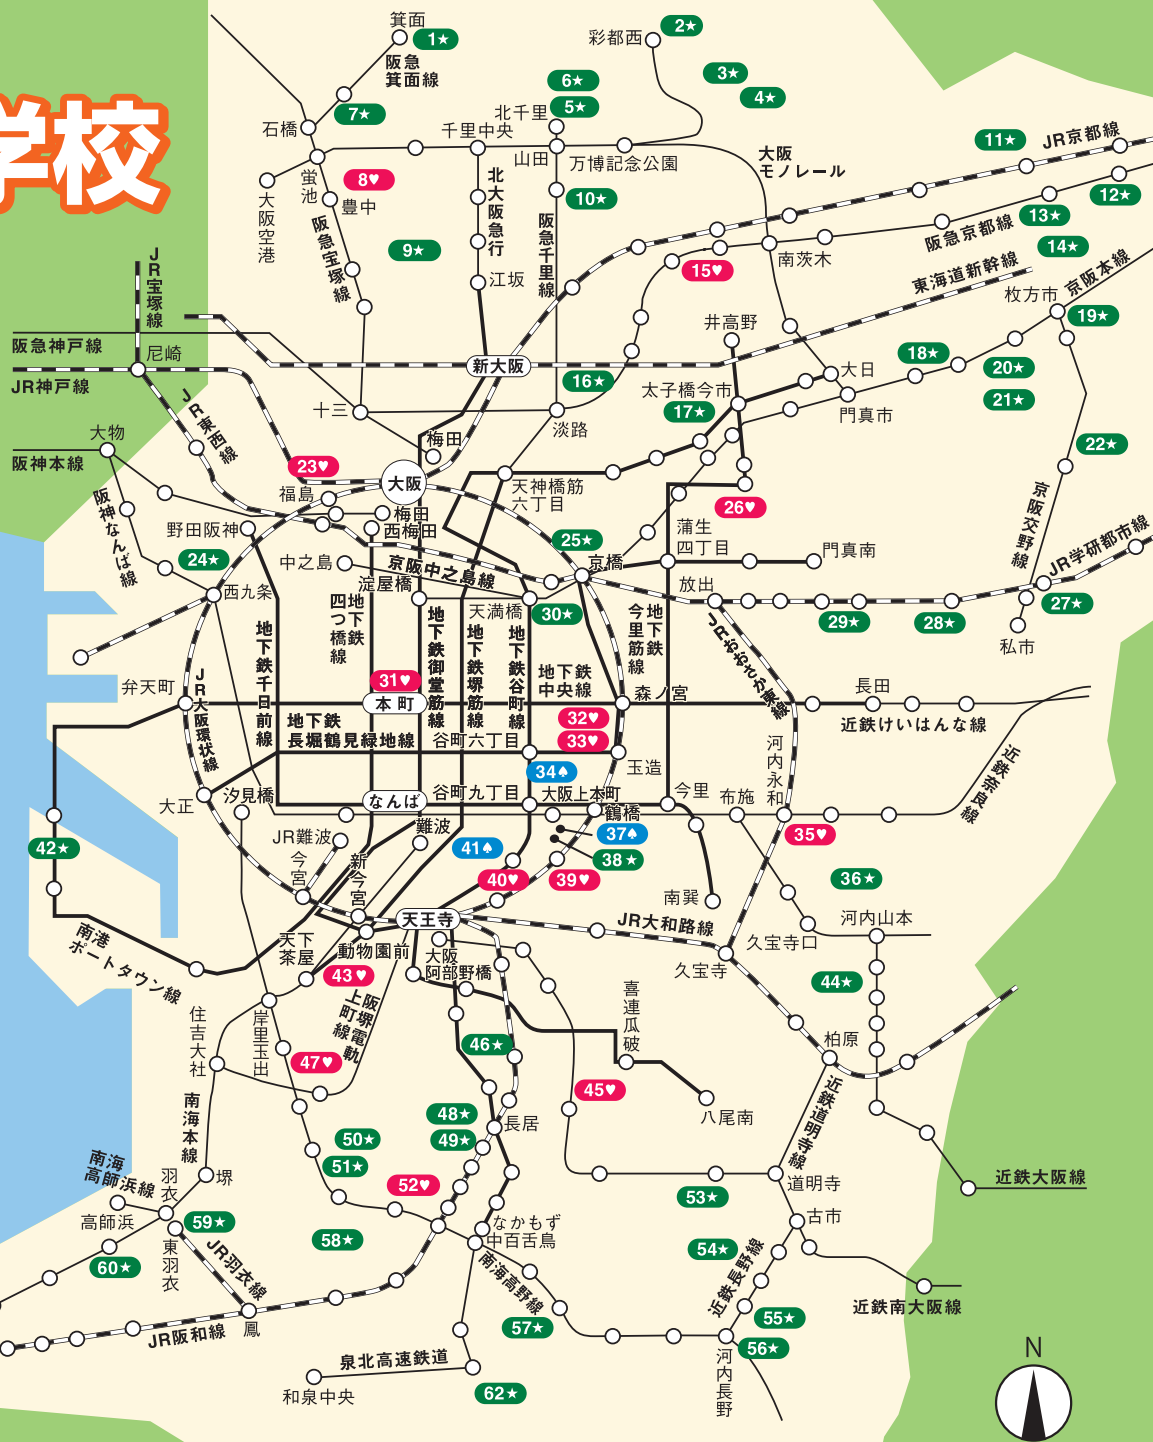 学校
箕面
1★
阪急
箕面線
彩都西
2★
3★
4★
6★
5★
北千里
7★
石橋
千里中央
山田
万博記念公園
大阪
モノレール
11★
JR京都線
蛍池
8♥
豊中
大阪空港
阪急宝塚線
北大阪急行
阪急千里線
10★
12★
13★
阪急京都線
14★
9★
江坂
15♥
南茨木
東海道新幹線
枚方市
京阪本線
19★
JR宝塚線
阪急神戸線
尼崎
JR神戸線
新大阪
井高野
16★
太子橋今市
17★
大日
18★
20★
21★
門真市
JR東西線
十三
淡路
梅田
大物
阪神本線
22★
23♥
大阪
福島
天神橋筋
六丁目
26♥
阪神なんば線
野田阪神
梅田
西梅田
24★
中之島
京阪中之島線
25★
京橋
蒲生
四丁目
門真南
京阪交野線
JR学研都市線
淀屋橋
西九条
天満橋
30★
放出
29★
28★
27★
私市
地下鉄千日前線
地下鉄
四つ橋線
地下鉄御堂筋線
地下鉄堺筋線
地下鉄谷町線
地下鉄
今里筋線
JRおおさか東線
31♥
本町
地下鉄
中央線
森ノ宮
弁天町
JR大阪環状線
地下鉄
長堀鶴見緑地線
谷町六丁目
32♥
33♥
長田
近鉄けいはんな線
玉造
34♠
河内永和
近鉄奈良線
大正
汐見橋
なんば
谷町九丁目
大阪上本町
今里
布施
鶴橋
JR難波
難波
37♠
35♥
42★
今宮
新今宮
41♠
38★
40♥
39♥
36★
南巽
天王寺
JR大和路線
久宝寺口
河内山本
南港
ポートタウン線
天下
茶屋
動物園前
大阪
阿部野橋
久宝寺
43♥
44★
住吉大社
岸里玉出
阪堺電軌
上町線
喜連瓜破
柏原
47♥
46★
45♥
八尾南
近鉄道明寺線
南海本線
48★
49★
長居
50★
51★
52♥
南海
高師浜線
羽衣
堺
高師浜
53★
道明寺
近鉄大阪線
59★
東羽衣
58★
なかもず
中百舌鳥
古市
60★
JR羽衣線
南海高野線
54★
近鉄長野線
JR阪和線
鳳
57★
55★
56★
近鉄南大阪線
泉北高速鉄道
和泉中央
62★
河内長野
N